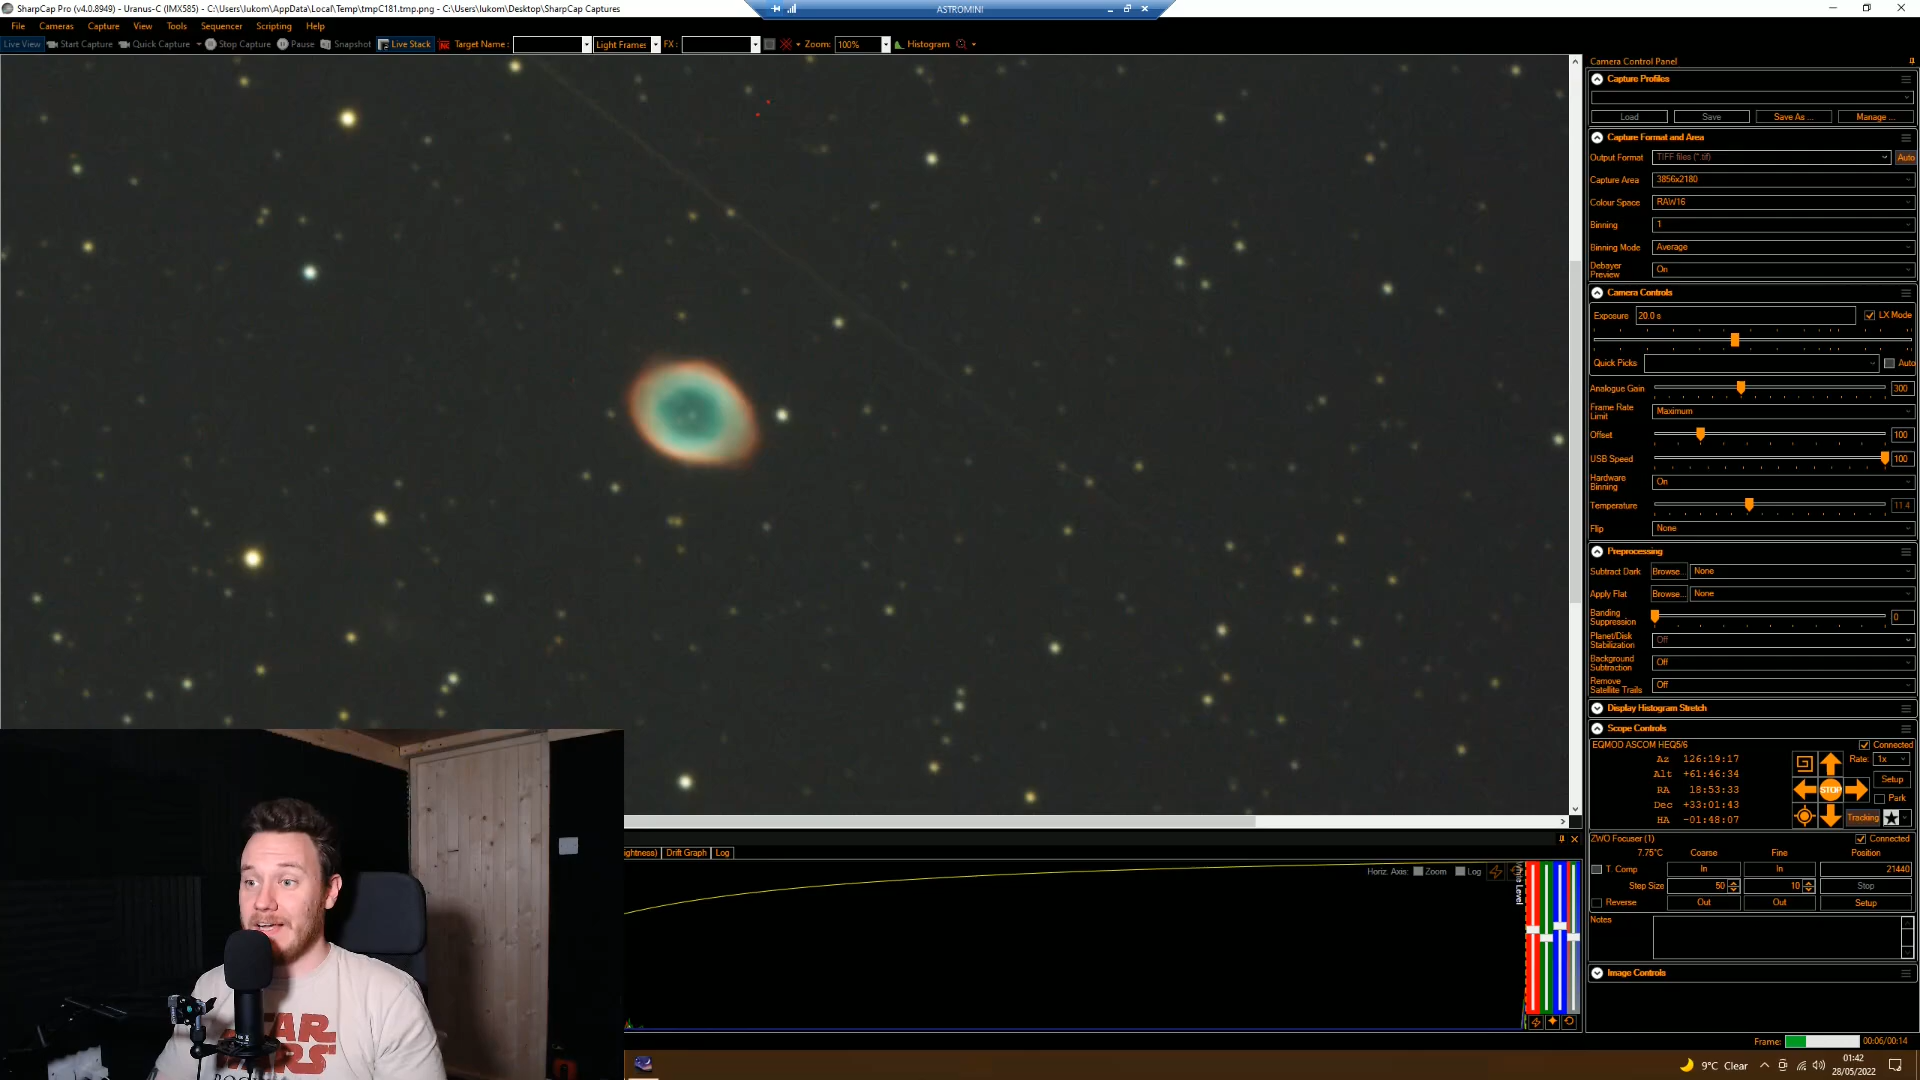 SharpCap Pro (v4.0.8949) - Uranus-C (IMX585) - C:\Users\lukom\AppData\Local\Temp\tmpC181.tmp.png - C:\Users\lukom\Desktop\SharpCap Captures
ASTROMINI
File Cameras Capture View Tools Sequencer Scripting Help
Live View Start Capture Quick Capture Stop Capture Pause Snapshot Live Stack Target Name : Light Frames FX : Zoom: 100% Histogram
Camera Control Panel
Capture Profiles
Load Save Save As ... Manage ...
Capture Format and Area
Output Format TIFF files (*.tif) Auto
Capture Area 3856x2180
Colour Space RAW16
Binning 1
Binning Mode Average
Debayer Preview On
Camera Controls
Exposure 20.0 s LX Mode
Quick Picks Auto
Analogue Gain 300
Frame Rate Limit Maximum
Offset 100
USB Speed 100
Hardware Binning On
Temperature 11.4
Flip None
Preprocessing
Subtract Dark Browse... None
Apply Flat Browse... None
Banding Suppression 0
Planet/Disk Stabilization Off
Background Subtraction Off
Remove Satellite Trails Off
Display Histogram Stretch
Scope Controls
EQMOD ASCOM HEQ5/6 Connected
Az 126:19:17 Rate: 1x
Alt +61:46:34 Setup
RA 18:53:33 STOP Park
Dec +33:01:43
HA -01:48:07 Tracking
ZWO Focuser (1) Connected
7.75°C Coarse Fine Position
T. Comp In In 21440
Step Size 50 10 Stop
Reverse Out Out Setup
Notes
Image Controls
ightness) Drift Graph Log
Horiz. Axis: Zoom Log
White Level
STAR
WARS
Frame: 00:06/00:14
9°C Clear
01:42
28/05/2022